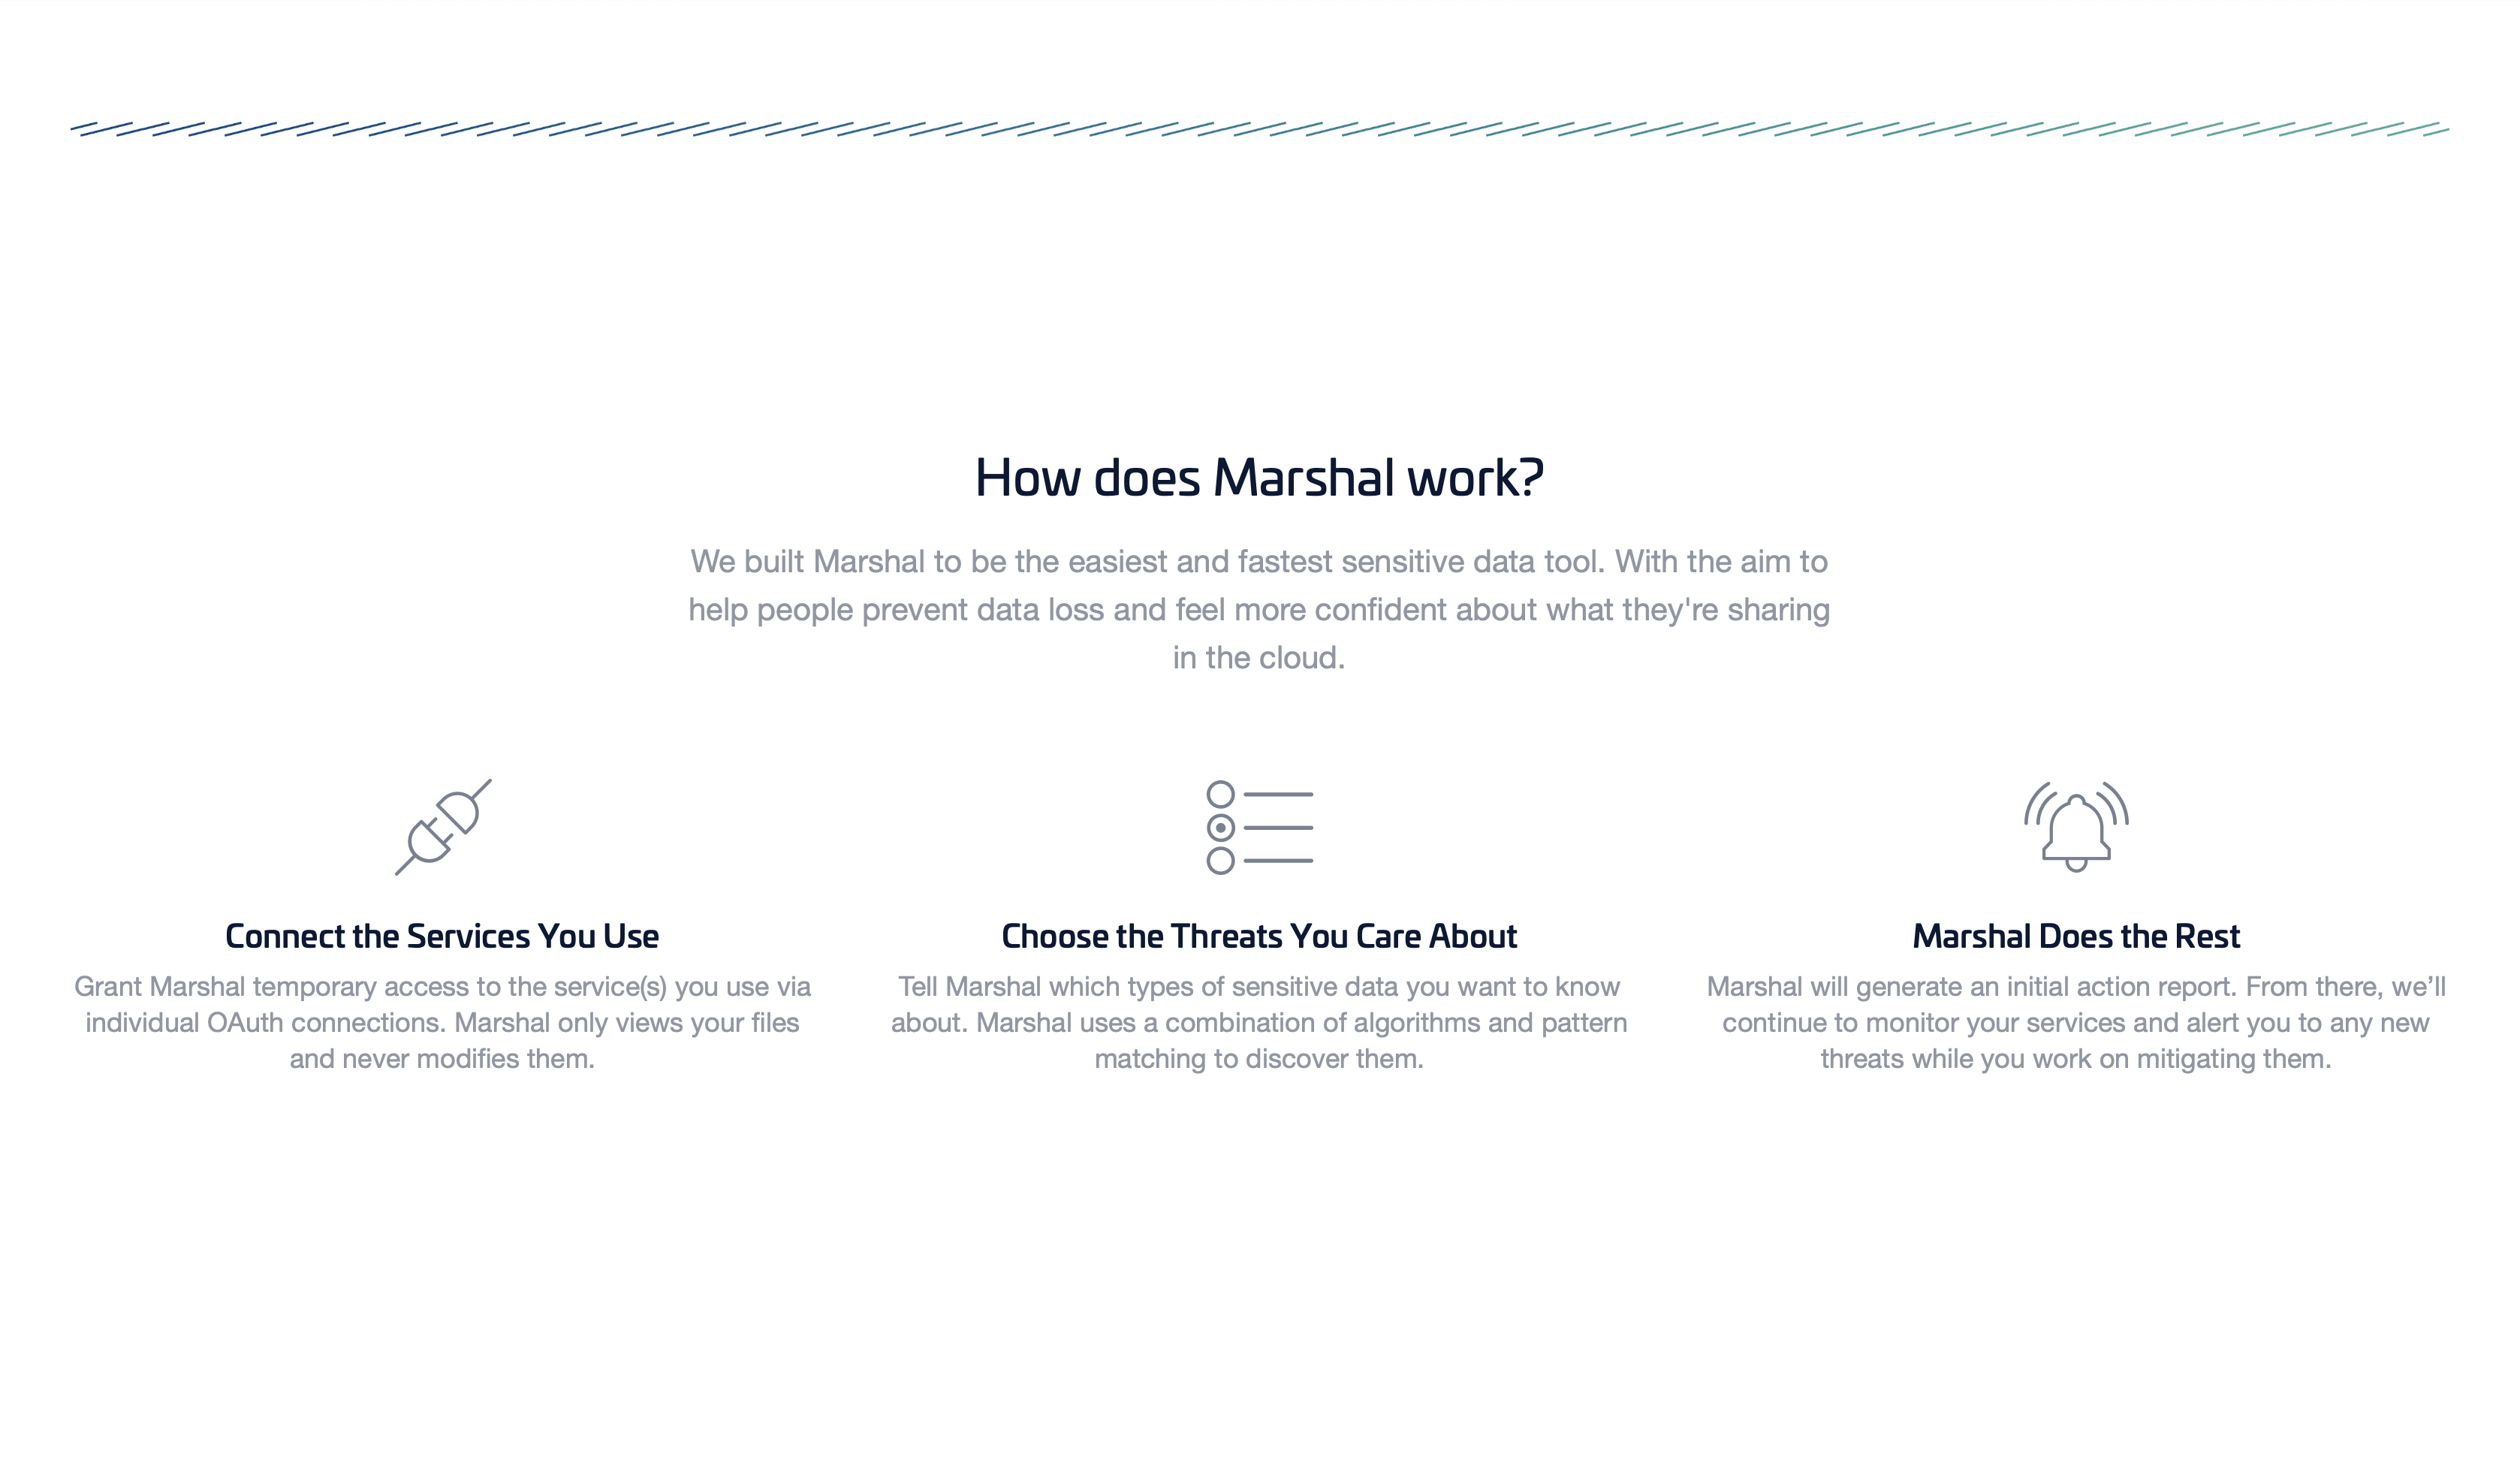 How does Marshal work?
We built Marshal to be the easiest and fastest sensitive data tool. With the aim to
help people prevent data loss and feel more confident about what they're sharing
in the cloud.
Connect the Services You Use
Grant Marshal temporary access to the service(s) you use via
individual OAuth connections. Marshal only views your files
and never modifies them.
Choose the Threats You Care About
Tell Marshal which types of sensitive data you want to know
about. Marshal uses a combination of algorithms and pattern
matching to discover them.
Marshal Does the Rest
Marshal will generate an initial action report. From there, we’ll
continue to monitor your services and alert you to any new
threats while you work on mitigating them.